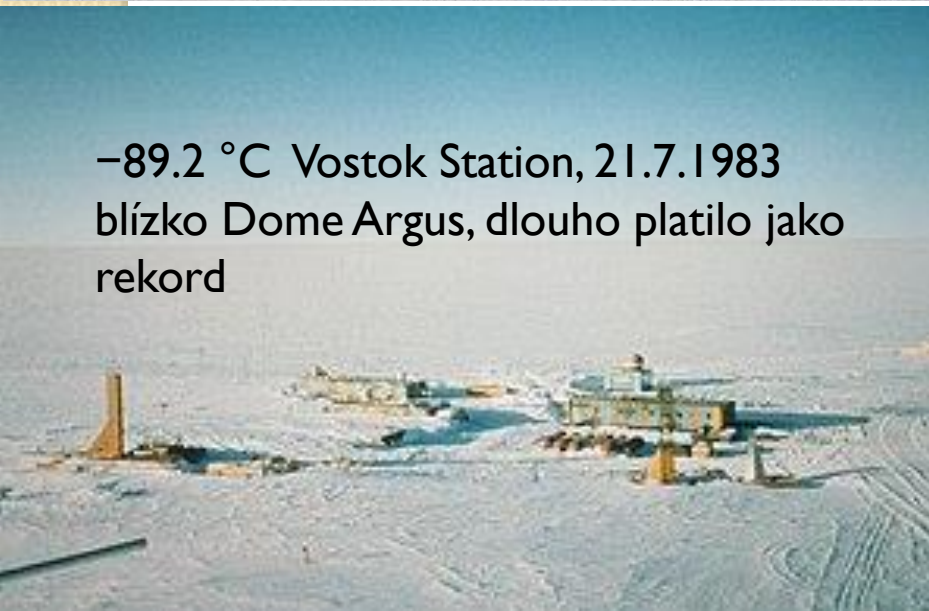 −89.2 °C Vostok Station, 21.7.1983
blízko Dome Argus, dlouho platilo jako
rekord